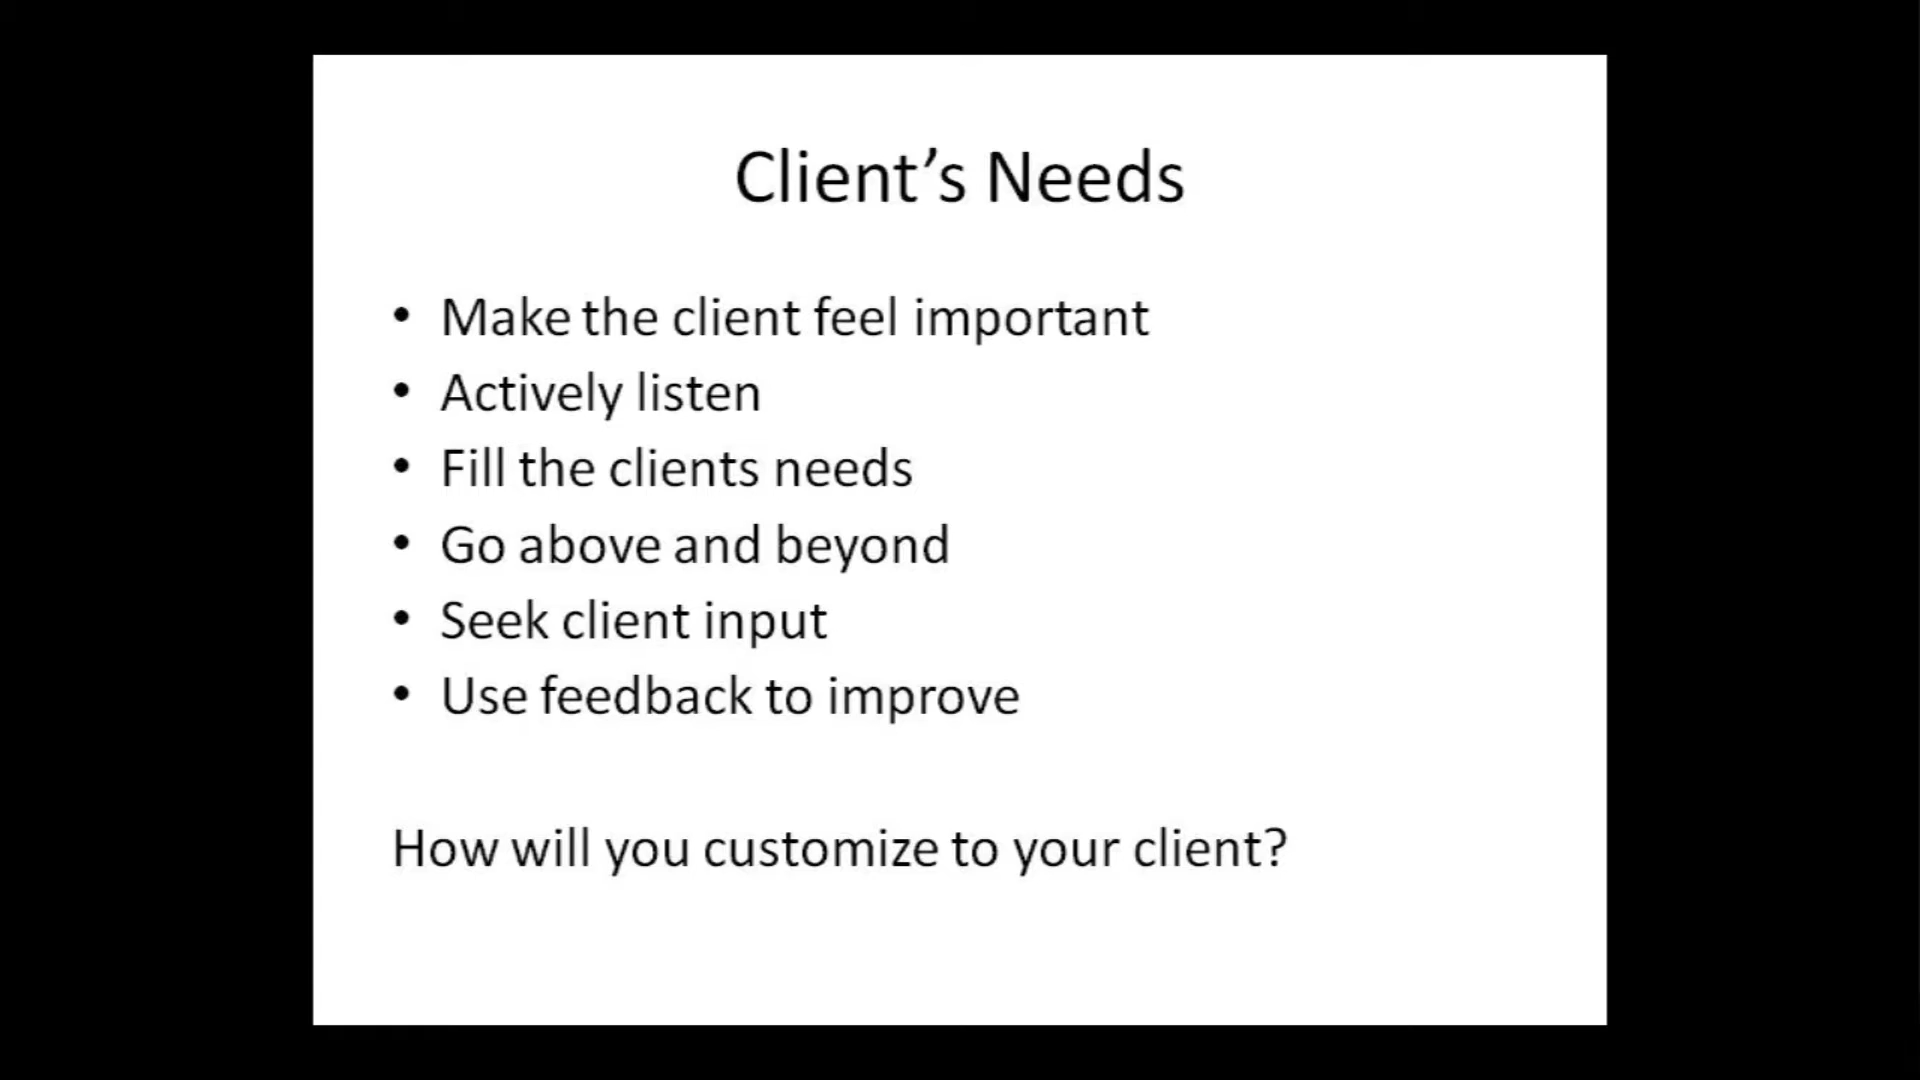 Client’s Needs
• Make the client feel important
• Actively listen
• Fill the clients needs
• Go above and beyond
• Seek client input
• Use feedback to improve
How will you customize to your client?